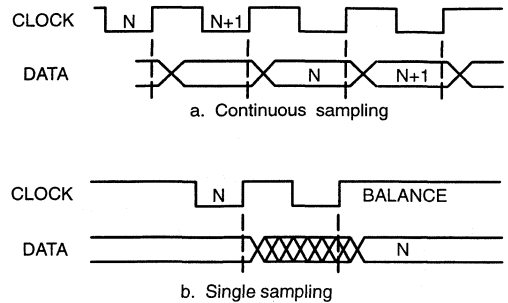 CLOCK N N+1
DATA N N+1
a. Continuous sampling
CLOCK N BALANCE
DATA N
b. Single sampling